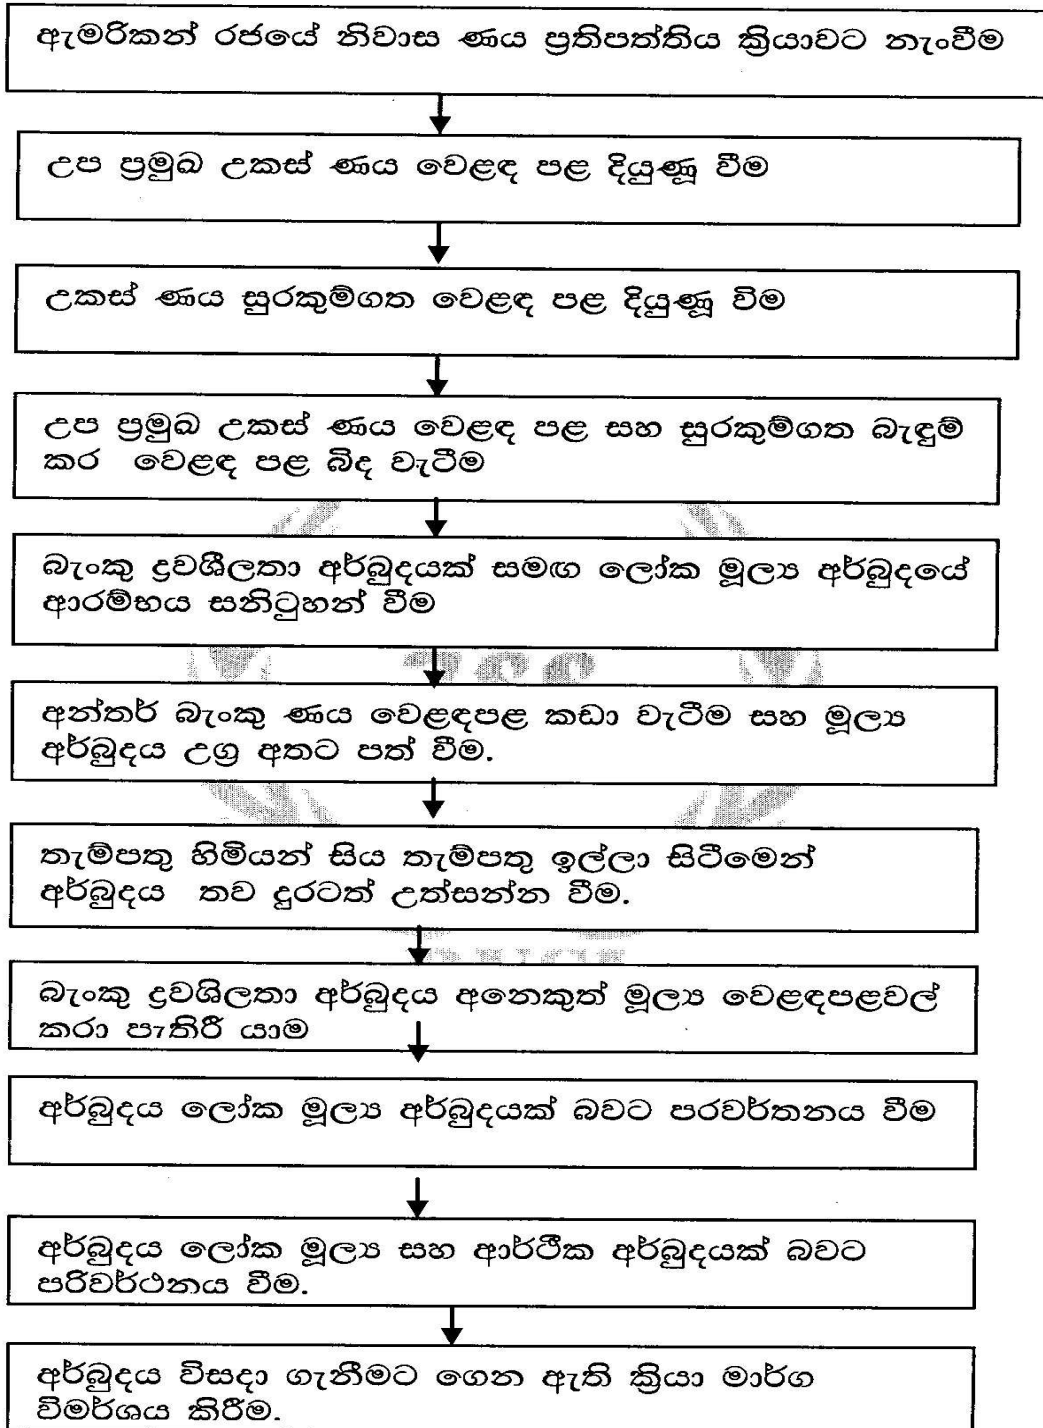 ඇමරිකන් රජයේ නිවාස ණය ප්‍රතිපත්තිය ක්‍රියාවට නැංවීම
උප ප්‍රමුඛ උකස් ණය වෙළඳ පළ දියුණූ වීම
උකස් ණය සුරකුම්ගත වෙළඳ පළ දියුණූ විම
උප ප්‍රමුඛ උකස් ණය වෙළඳ පළ සහ සුරකුම්ගත බැඳුම්
කර වෙළඳ පළ බිද වැටීම
බැංකු ද්‍රවශීලතා අර්බුදයක් සමඟ ලෝක මූල්‍ය අර්බුදයේ
ආරම්භය සනිටුහන් වීම
අන්තර් බැංකු ණය වෙළඳපළ කඩා වැටීම සහ මූල්‍ය
අර්බුදය උග්‍ර අතට පත් වීම.
තැම්පතු හිමියන් සිය තැම්පතු ඉල්ලා සිටීමෙන්
අර්බුදය තව දුරටත් උත්සන්න වීම.
බැංකු ද්‍රවශිලතා අර්බුදය අනෙකුත් මූල්‍ය වෙළඳපළවල්
කරා පැතිරී යාම
අර්බුදය ලෝක මූල්‍ය අර්බුදයක් බවට පරවර්තනය වීම
අර්බුදය ලෝක මූල්‍ය සහ ආර්ථික අර්බුදයක් බවට
පරිවර්ථනය වීම.
අර්බුදය විසදා ගැනීමට ගෙන ඇති ක්‍රියා මාර්ග
විමර්ශය කිරීම.